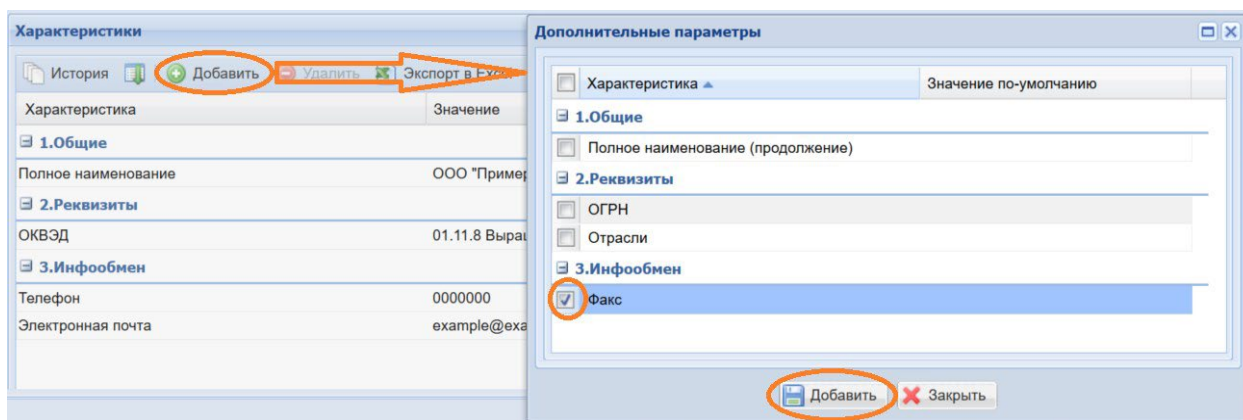 Характеристики
История Добавить Удалить Экспорт в Excel
Характеристика Значение
1.Общие
Полное наименование ООО "Пример
2.Реквизиты
ОКВЭД 01.11.8 Выращ
3.Инфообмен
Телефон 0000000
Электронная почта example@exa
Дополнительные параметры
Характеристика Значение по-умолчанию
1.Общие
Полное наименование (продолжение)
2.Реквизиты
ОГРН
Отрасли
3.Инфообмен
Факс
Добавить Закрыть